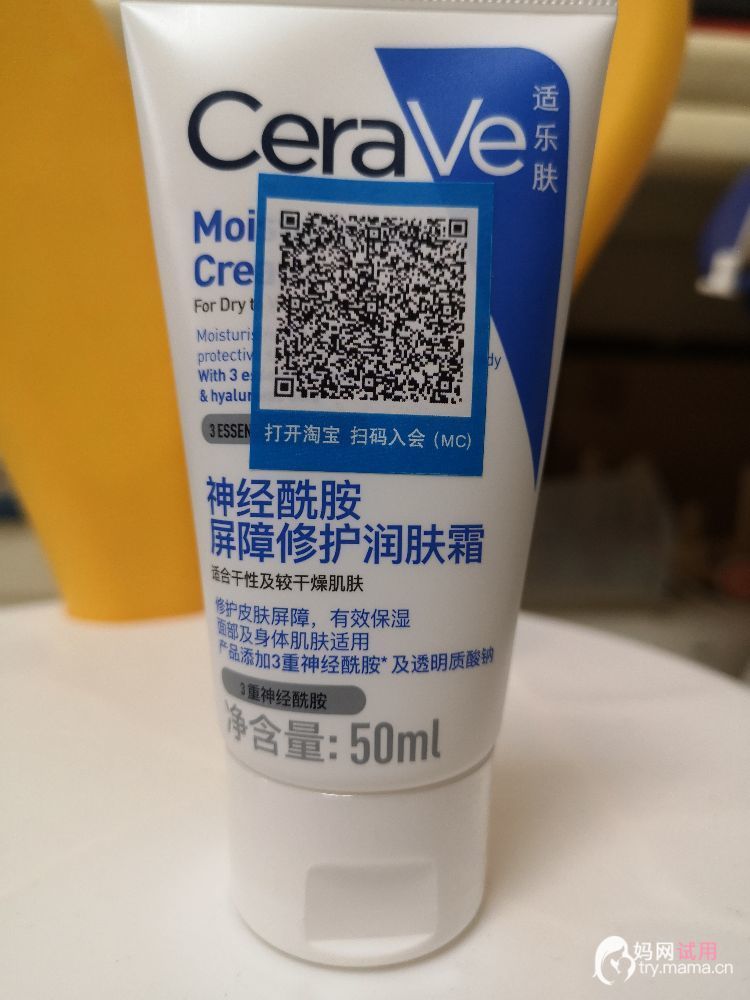 CeraVe
适乐肤
Moi
Cre
For Dry t
Moisturis
protectiv dy
With 3 es
& hyalur
3 ESSEN
打开淘宝 扫码入会 (MC)
神经酰胺
屏障修护润肤霜
适合干性及较干燥肌肤
修护皮肤屏障，有效保湿
面部及身体肌肤适用
产品添加3重神经酰胺* 及透明质酸钠
3重神经酰胺
净含量: 50ml
妈网试用
try.mama.cn